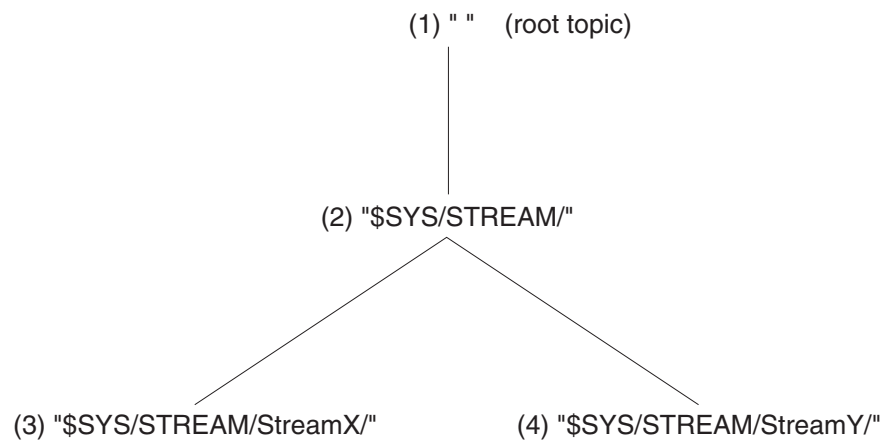 (1) " " (root topic)
(2) "$SYS/STREAM/"
(3) "$SYS/STREAM/StreamX/"
(4) "$SYS/STREAM/StreamY/"